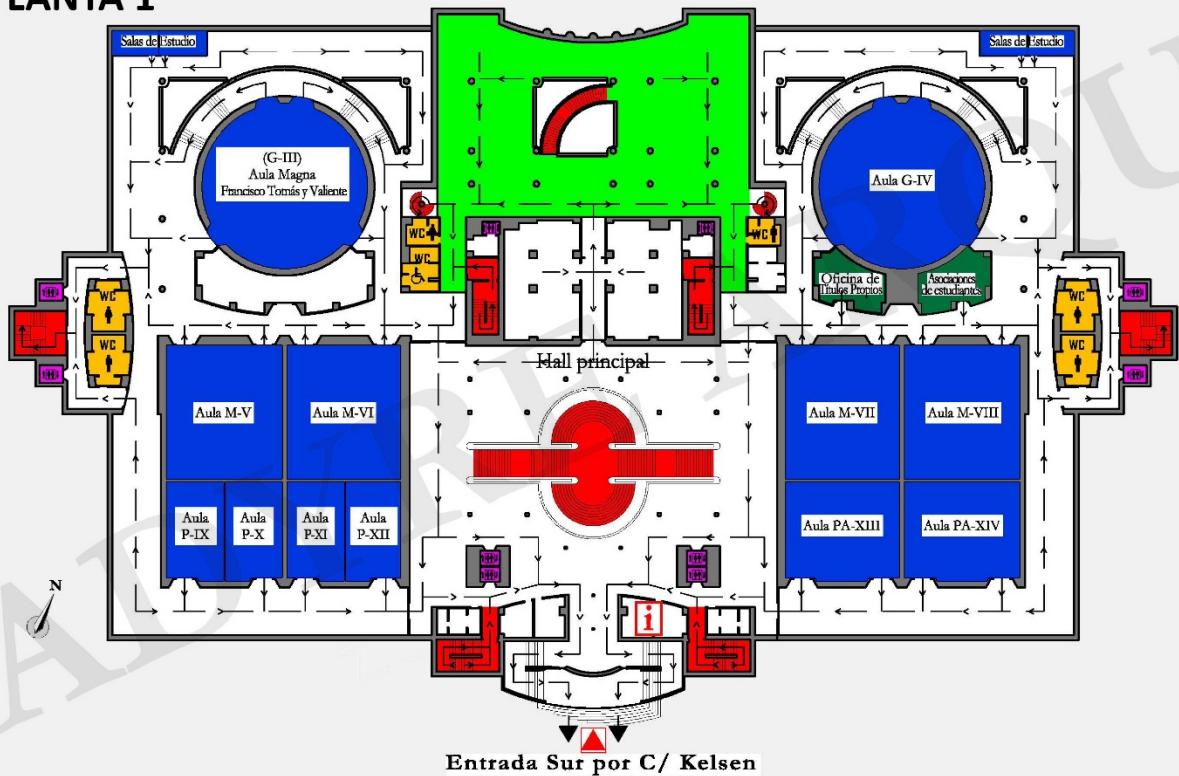 LANTA 1
Salas de Estudio
Salas de Estudio
(G-III)
Aula Magna
Francisco Tomás y Valiente
Aula G-IV
WC
WC
WC
Oficina de
Títulos Propios
Asociaciones
de estudiantes
WC
WC
WC
WC
Hall principal
Aula M-V
Aula M-VI
Aula M-VII
Aula M-VIII
Aula
P-IX
Aula
P-X
Aula
P-XI
Aula
P-XII
Aula PA-XIII
Aula PA-XIV
N
i
Entrada Sur por C/ Kelsen
ADYRE ARQU